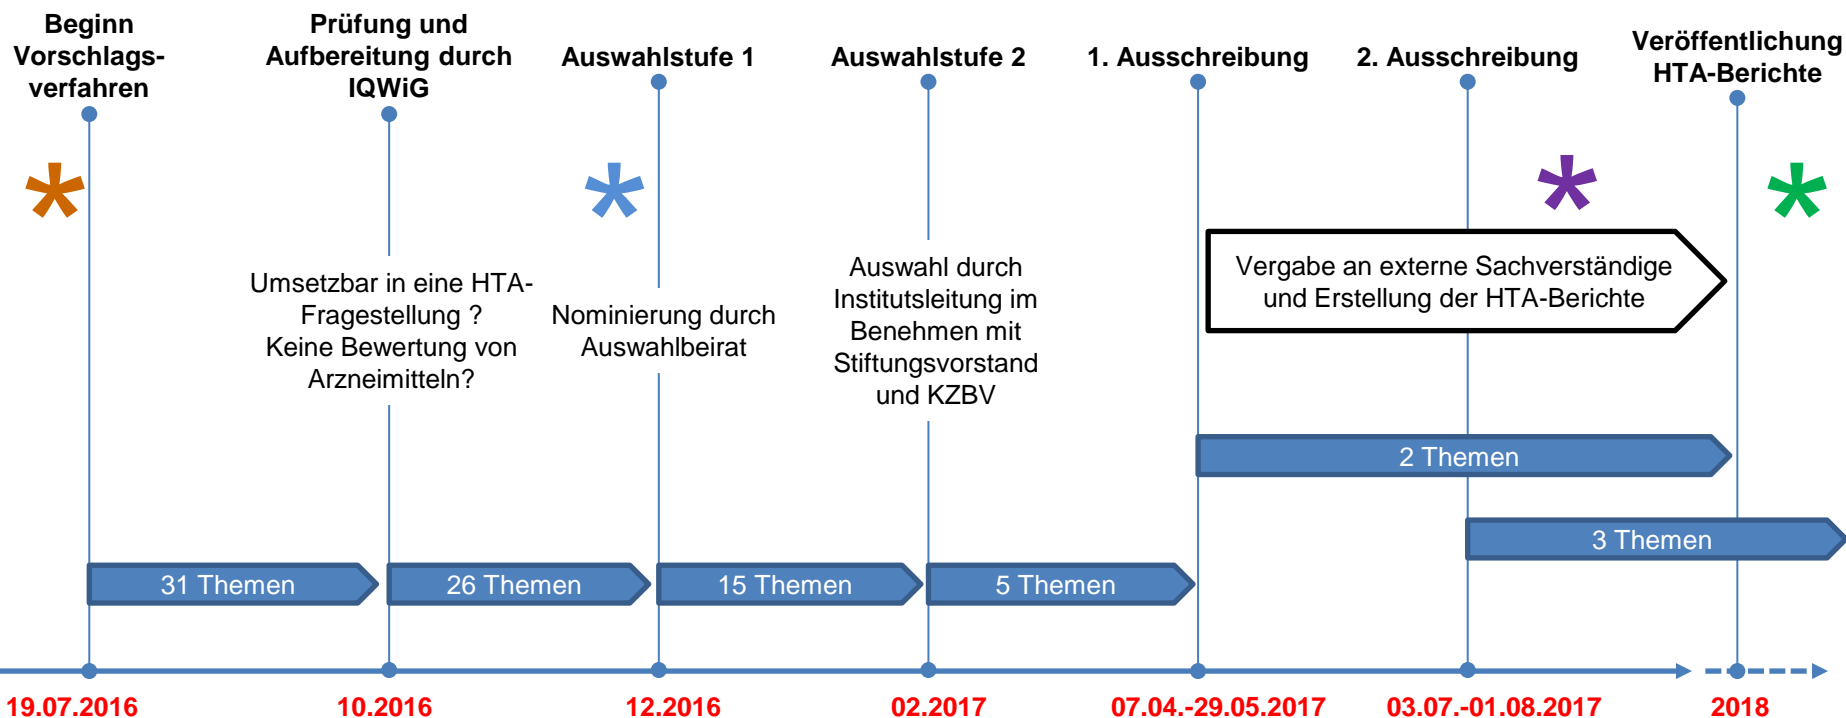 Beginn
Vorschlags-
verfahren
Prüfung und
Aufbereitung durch
IQWiG
Auswahlstufe 1
Auswahlstufe 2
1. Ausschreibung
2. Ausschreibung
Veröffentlichung
HTA-Berichte
*
*
*
*
Umsetzbar in eine HTA-
Fragestellung ?
Keine Bewertung von
Arzneimitteln?
Nominierung durch
Auswahlbeirat
Auswahl durch
Institutsleitung im
Benehmen mit
Stiftungsvorstand
und KZBV
Vergabe an externe Sachverständige
und Erstellung der HTA-Berichte
2 Themen
3 Themen
31 Themen
26 Themen
15 Themen
5 Themen
19.07.2016
10.2016
12.2016
02.2017
07.04.-29.05.2017
03.07.-01.08.2017
2018